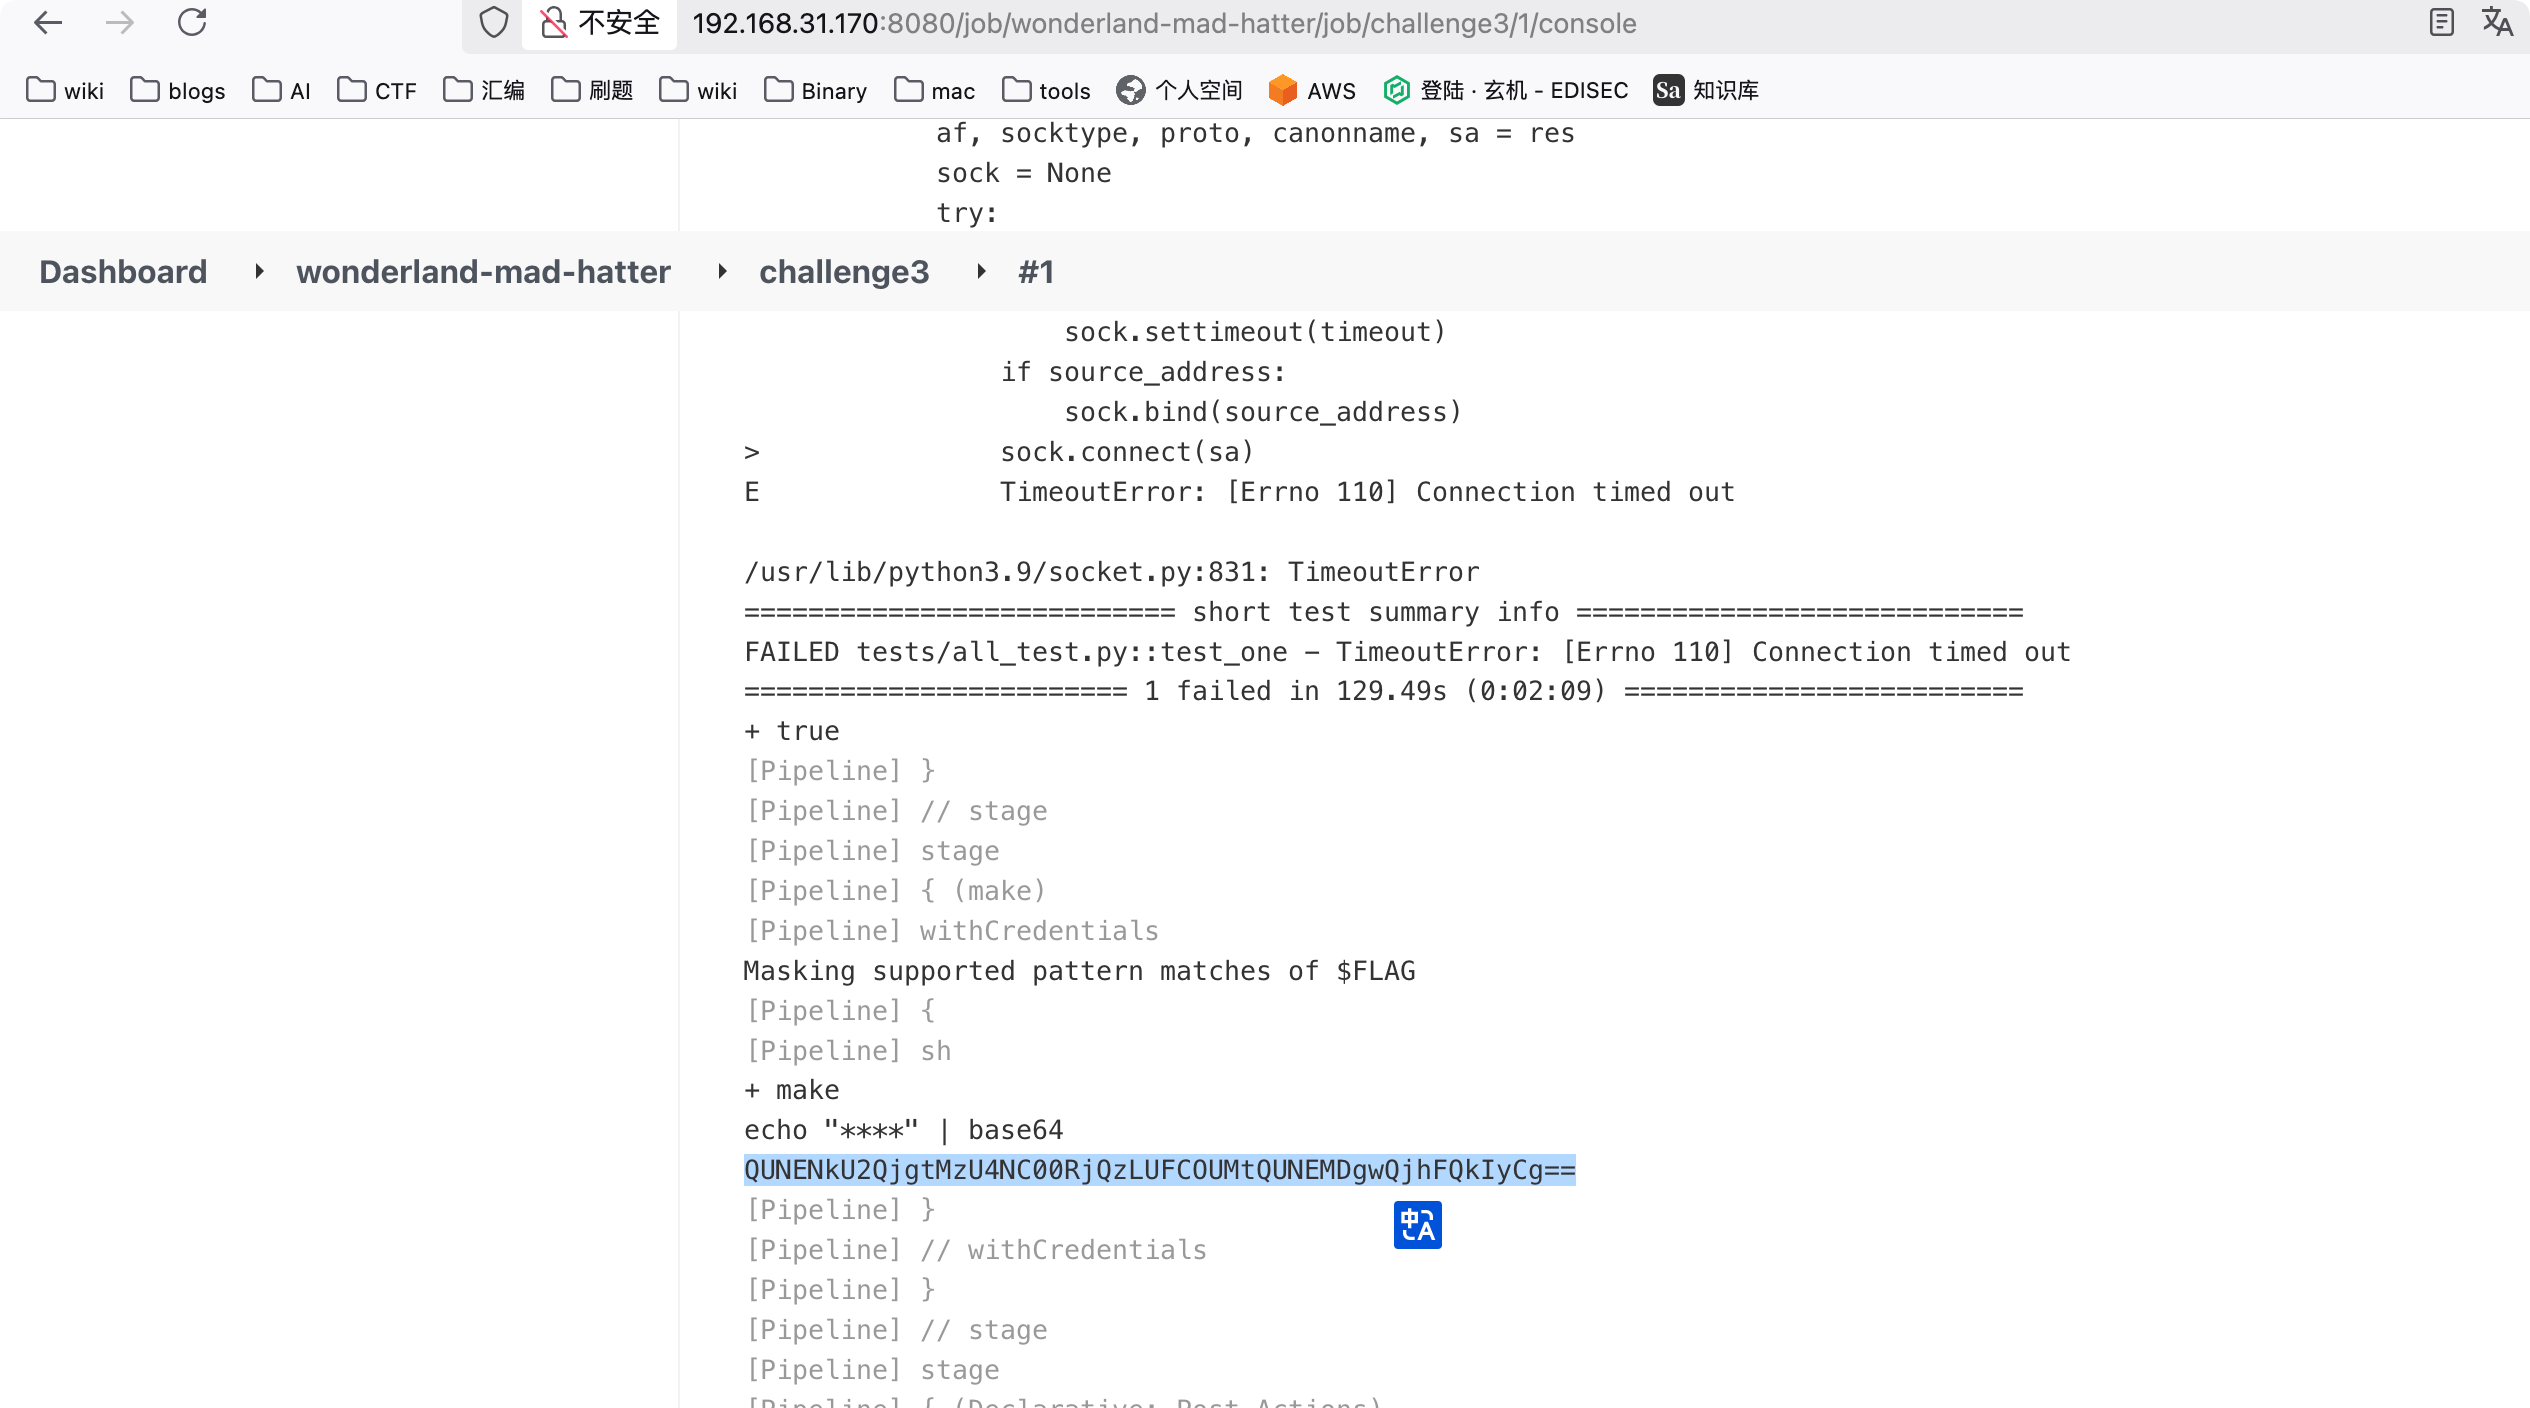 不安全 192.168.31.170:8080/job/wonderland-mad-hatter/job/challenge3/1/console
wiki blogs AI CTF 汇编 刷题 wiki Binary mac tools 个人空间 AWS 登陆 · 玄机 - EDISEC Sa 知识库
af, socktype, proto, canonname, sa = res
sock = None
try:
Dashboard wonderland-mad-hatter challenge3 #1
sock.settimeout(timeout)
if source_address:
sock.bind(source_address)
> sock.connect(sa)
E TimeoutError: [Errno 110] Connection timed out
/usr/lib/python3.9/socket.py:831: TimeoutError
=========================== short test summary info ============================
FAILED tests/all_test.py::test_one - TimeoutError: [Errno 110] Connection timed out
======================== 1 failed in 129.49s (0:02:09) =========================
+ true
[Pipeline] }
[Pipeline] // stage
[Pipeline] stage
[Pipeline] { (make)
[Pipeline] withCredentials
Masking supported pattern matches of $FLAG
[Pipeline] {
[Pipeline] sh
+ make
echo "****" | base64
QUNENkU2QjgtMzU4NC00RjQzLUFCOUMtQUNEMDgwQjhFQkIyCg==
[Pipeline] }
[Pipeline] // withCredentials
[Pipeline] }
[Pipeline] // stage
[Pipeline] stage
[Pipeline] { (Declarative: Post Actions)